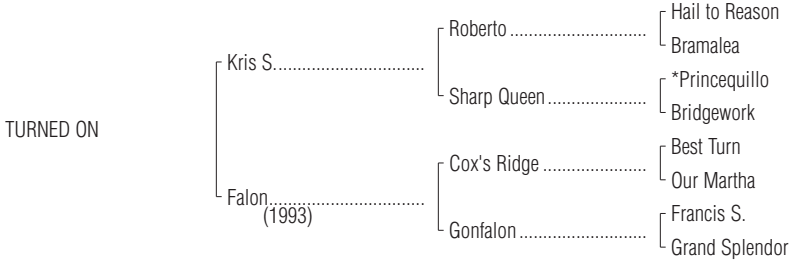 Hail to Reason
Roberto ..............................
Bramalea
Kris S. ................................
*Princequillo
Sharp Queen .....................
Bridgework
TURNED ON
Best Turn
Cox's Ridge ......................
Our Martha
Falon ..................................
(1993)
Francis S.
Gonfalon ...........................
Grand Splendor